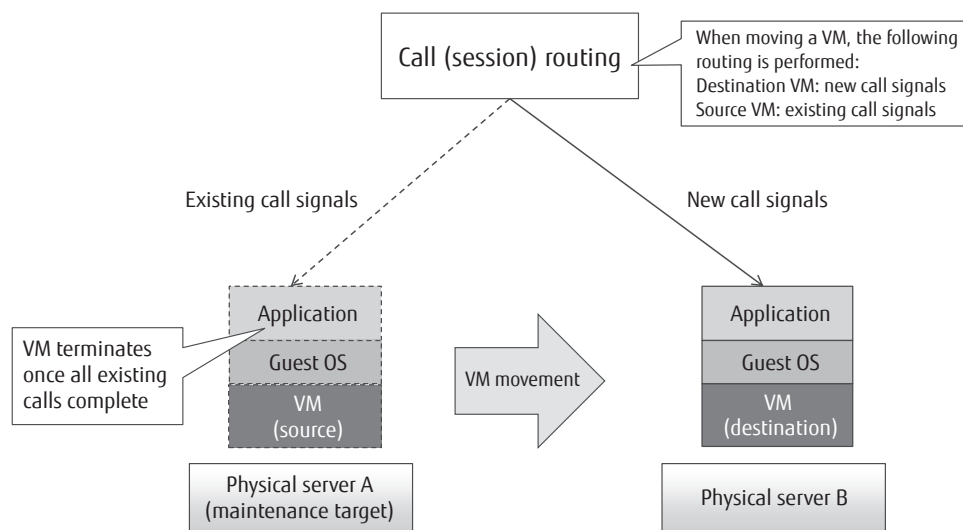 Call (session) routing
When moving a VM, the following
routing is performed:
Destination VM: new call signals
Source VM: existing call signals
Existing call signals
New call signals
VM terminates
once all existing
calls complete
Application
Guest OS
VM
(source)
VM movement
Application
Guest OS
VM
(destination)
Physical server A
(maintenance target)
Physical server B